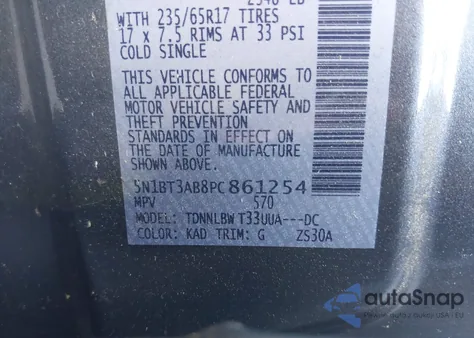 WITH 235/65R17 TIRES
17 x 7.5 RIMS AT 33 PSI
COLD SINGLE
THIS VEHICLE CONFORMS TO
ALL APPLICABLE FEDERAL
MOTOR VEHICLE SAFETY AND
THEFT PREVENTION
STANDARDS IN EFFECT ON
THE DATE OF MANUFACTURE
SHOWN ABOVE.
5N1BT3AB8PC861254
MPV 570
MODEL: TDNNLBW T33UUA---DC
COLOR: KAD TRIM: G ZS30A
autoSnap